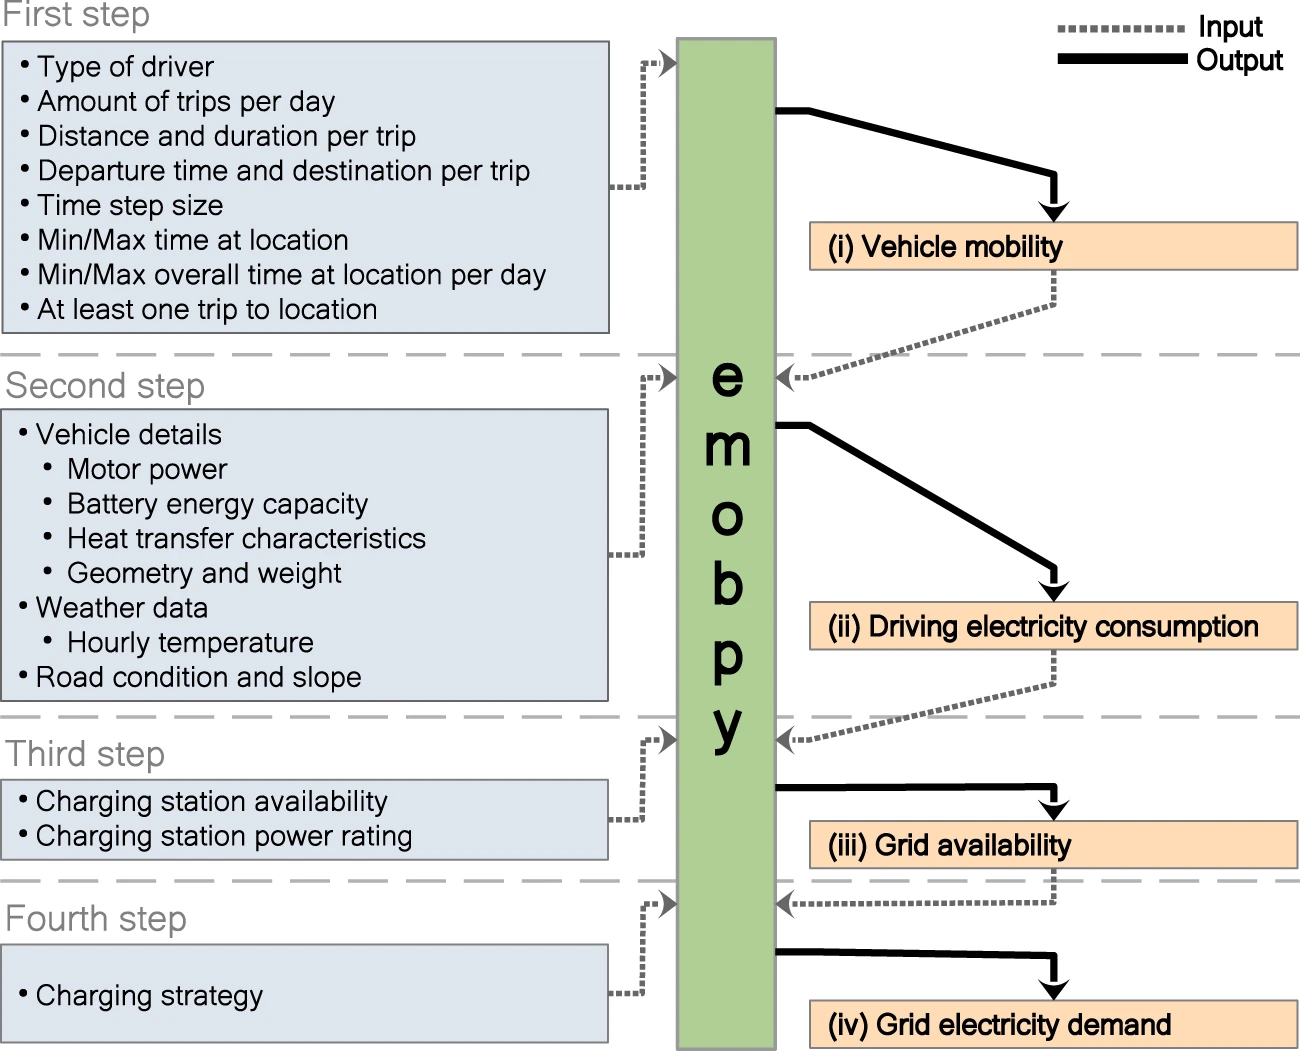 First step
• Type of driver
• Amount of trips per day
• Distance and duration per trip
• Departure time and destination per trip
• Time step size
• Min/Max time at location
• Min/Max overall time at location per day
• At least one trip to location
Input
Output
(i) Vehicle mobility
Second step
• Vehicle details
• Motor power
• Battery energy capacity
• Heat transfer characteristics
• Geometry and weight
• Weather data
• Hourly temperature
• Road condition and slope
e
m
o
b
p
y
(ii) Driving electricity consumption
Third step
• Charging station availability
• Charging station power rating
(iii) Grid availability
Fourth step
• Charging strategy
(iv) Grid electricity demand